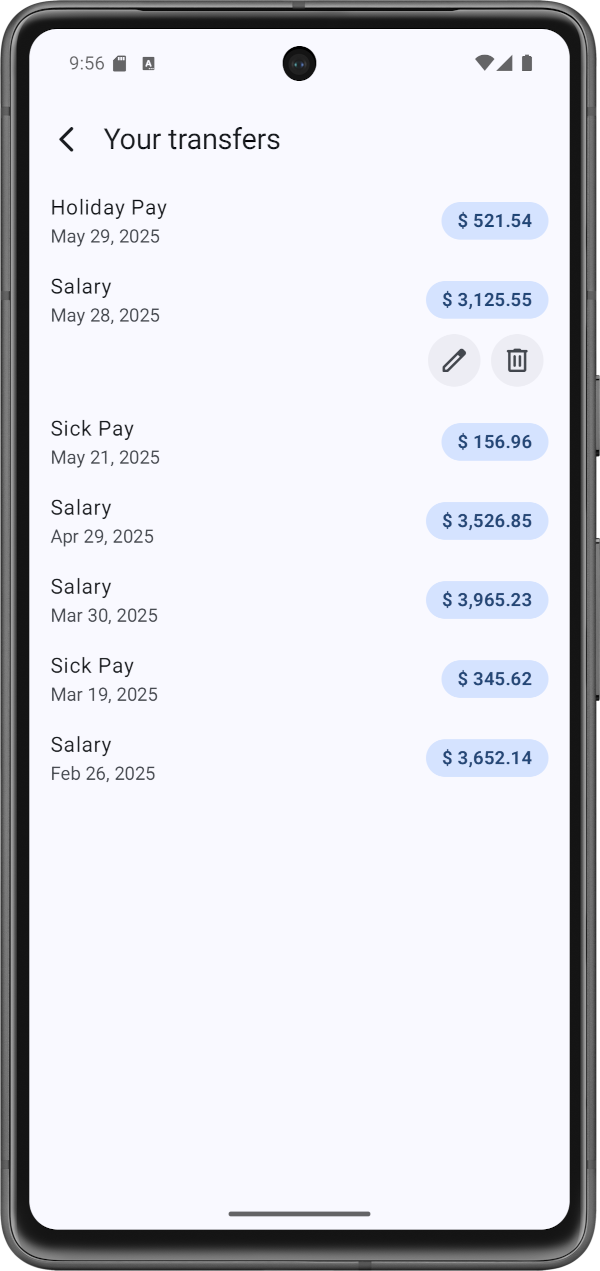 9:56
Your transfers
Holiday Pay
$ 521.54
May 29, 2025
Salary
$ 3,125.55
May 28, 2025
Sick Pay
$ 156.96
May 21, 2025
Salary
$ 3,526.85
Apr 29, 2025
Salary
$ 3,965.23
Mar 30, 2025
Sick Pay
$ 345.62
Mar 19, 2025
Salary
$ 3,652.14
Feb 26, 2025